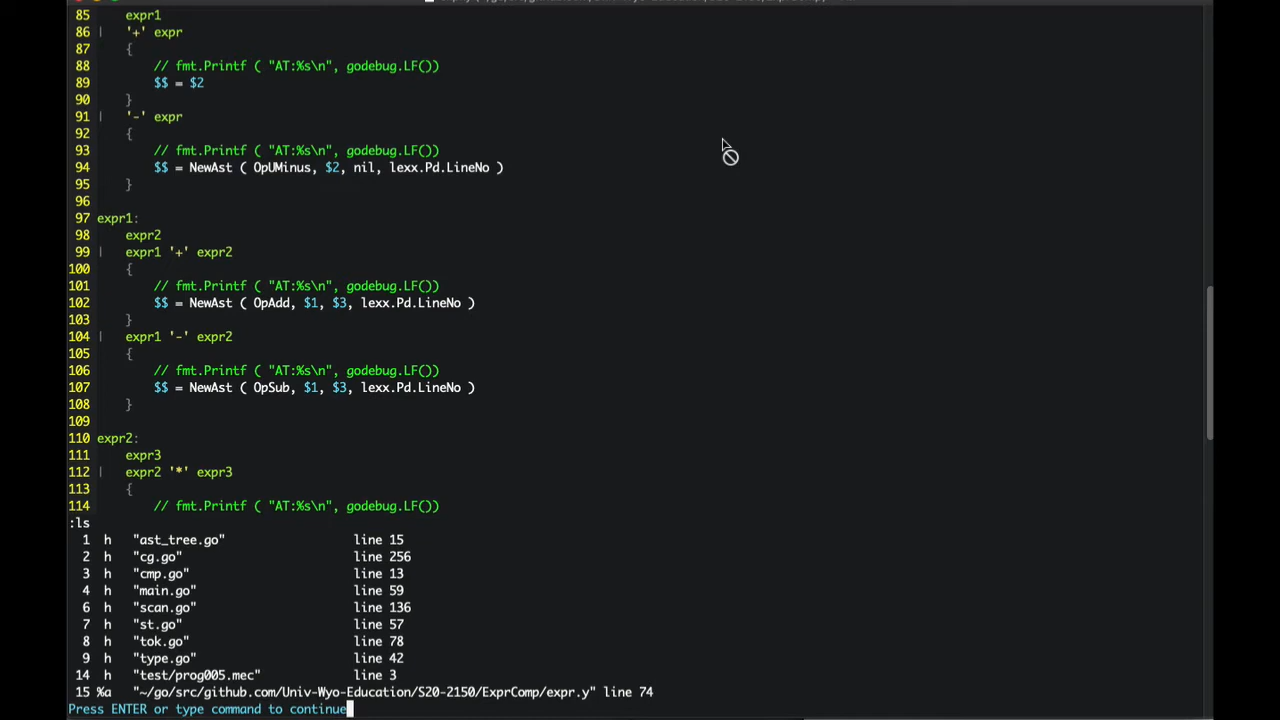 85     expr1
86 |   '+' expr
87     {
88         // fmt.Printf ( "AT:%s\n", godebug.LF())
89         $$ = $2
90     }
91 |   '-' expr
92     {
93         // fmt.Printf ( "AT:%s\n", godebug.LF())
94         $$ = NewAst ( OpUMinus, $2, nil, lexx.Pd.LineNo )
95     }
96
97 expr1:
98     expr2
99 |   expr1 '+' expr2
100    {
101        // fmt.Printf ( "AT:%s\n", godebug.LF())
102        $$ = NewAst ( OpAdd, $1, $3, lexx.Pd.LineNo )
103    }
104 |  expr1 '-' expr2
105    {
106        // fmt.Printf ( "AT:%s\n", godebug.LF())
107        $$ = NewAst ( OpSub, $1, $3, lexx.Pd.LineNo )
108    }
109
110 expr2:
111    expr3
112 |  expr2 '*' expr3
113    {
114        // fmt.Printf ( "AT:%s\n", godebug.LF())
:ls
  1 h   "ast_tree.go"                  line 15
  2 h   "cg.go"                        line 256
  3 h   "cmp.go"                       line 13
  4 h   "main.go"                      line 59
  6 h   "scan.go"                      line 136
  7 h   "st.go"                        line 57
  8 h   "tok.go"                       line 78
  9 h   "type.go"                      line 42
 14 h   "test/prog005.mec"             line 3
 15 %a  "~/go/src/github.com/Univ-Wyo-Education/S20-2150/ExprComp/expr.y" line 74
Press ENTER or type command to continue